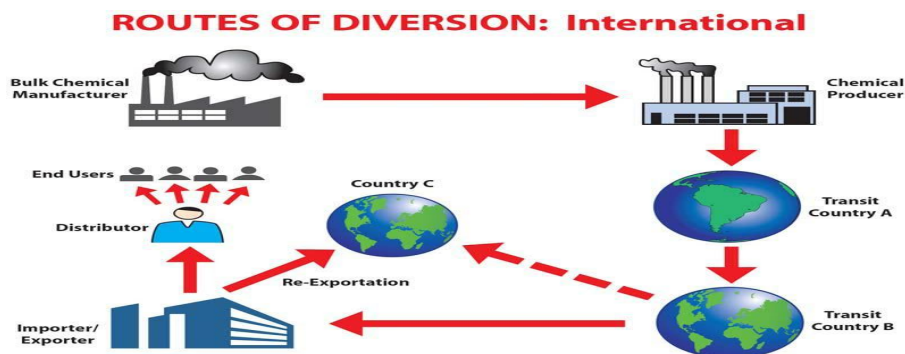 ROUTES OF DIVERSION: International
Bulk Chemical
Manufacturer
Chemical
Producer
End Users
Country C
Transit
Country A
Distributor
Re-Exportation
Importer/
Exporter
Transit
Country B